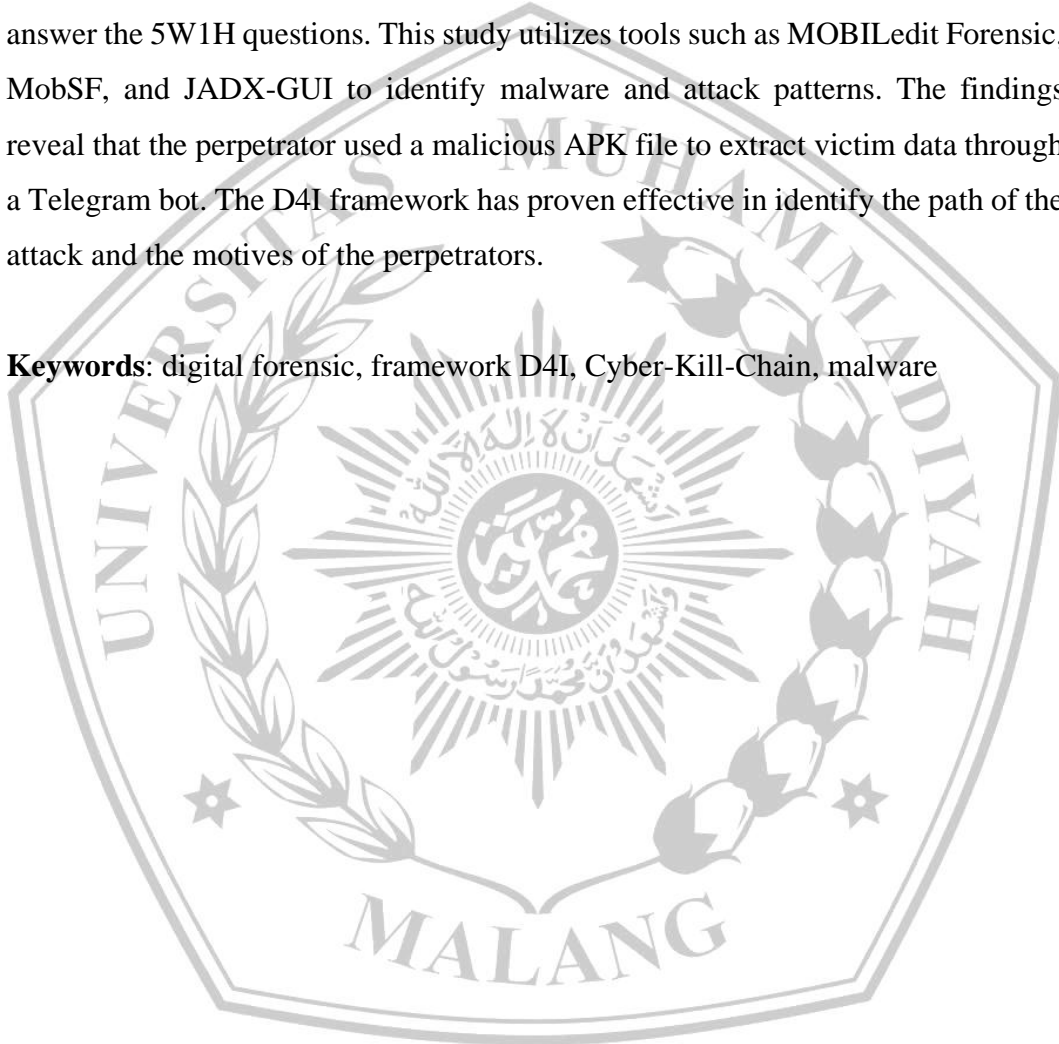 answer the 5W1H questions. This study utilizes tools such as MOBILedit Forensic,
MobSF, and JADX-GUI to identify malware and attack patterns. The findings
reveal that the perpetrator used a malicious APK file to extract victim data through
a Telegram bot. The D4I framework has proven effective in identify the path of the
attack and the motives of the perpetrators.
Keywords: digital forensic, framework D4I, Cyber-Kill-Chain, malware
UNIVERSITAS MUHAMMADIYAH
MALANG